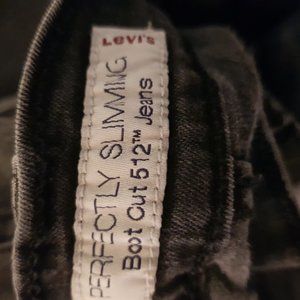 Levi's
PERFECTLY SLIMMING
Boot Cut 512™ Jeans